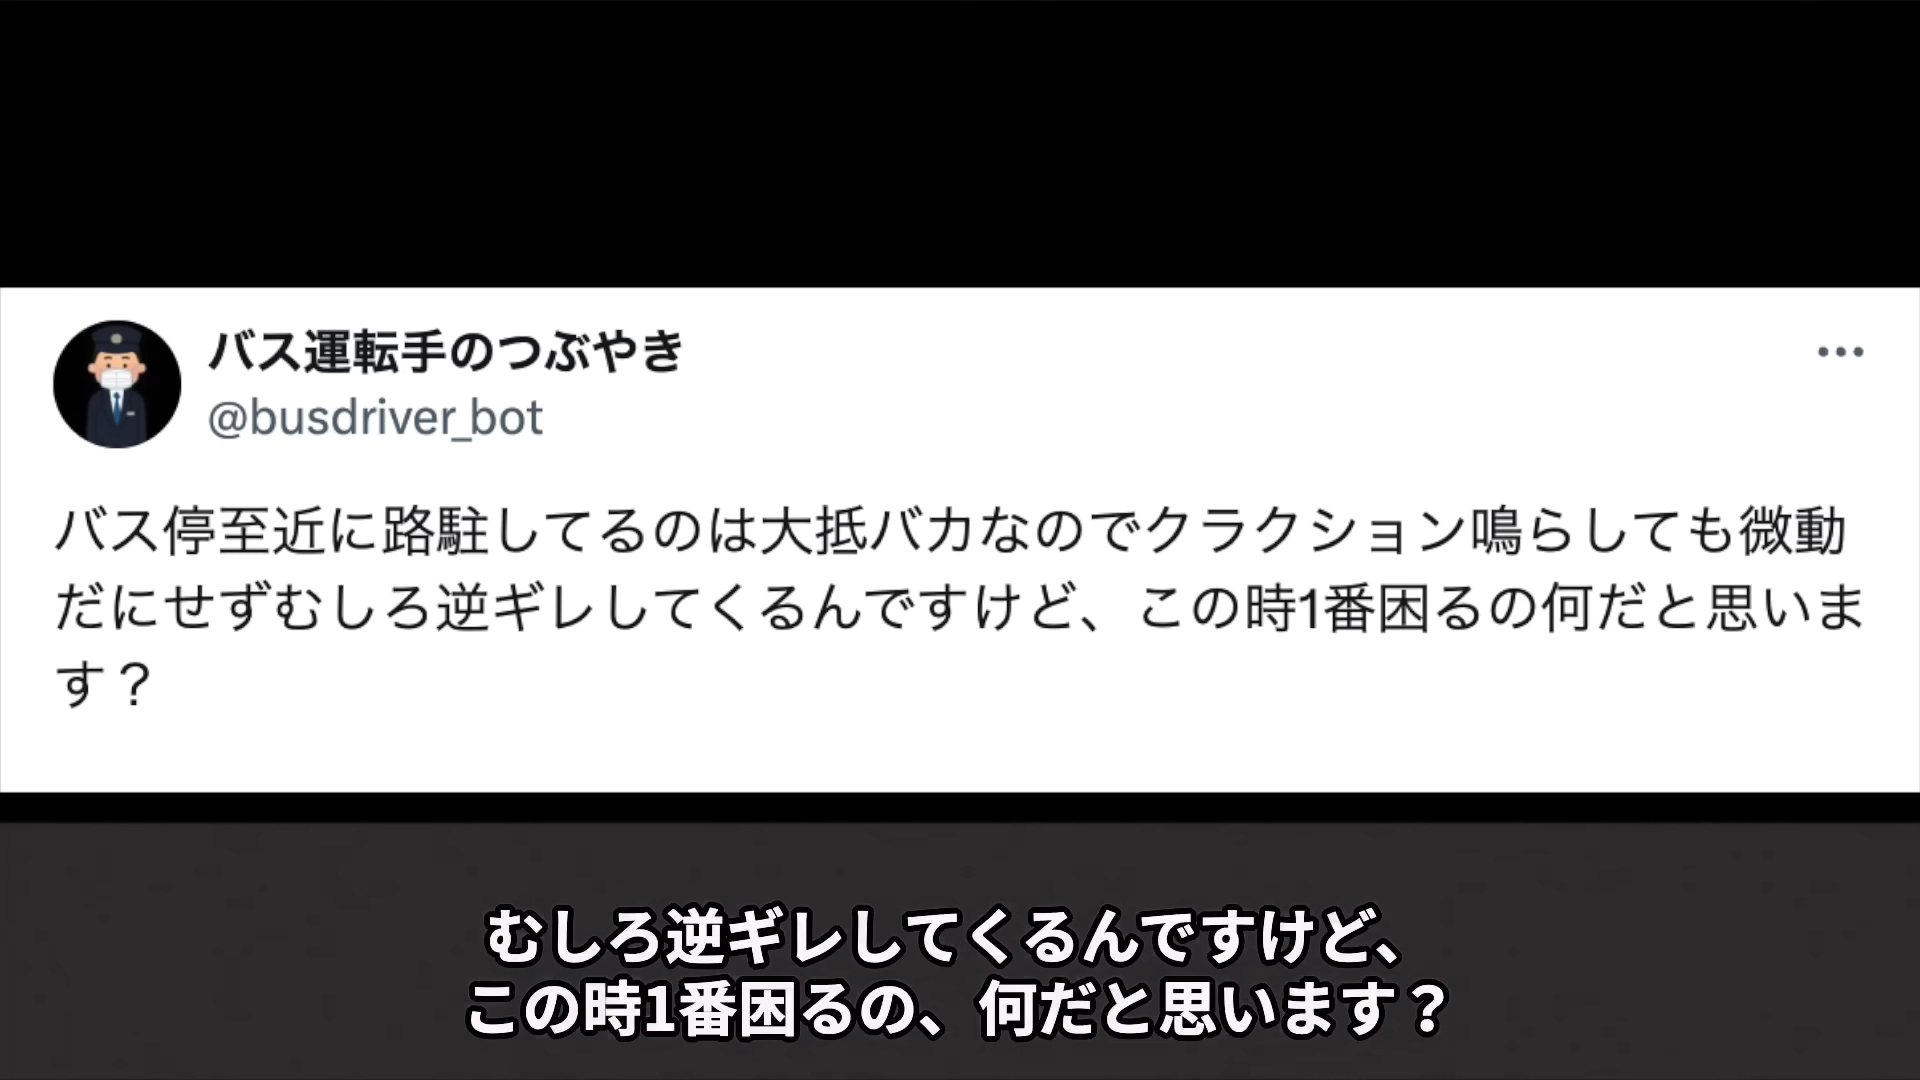 バス運転手のつぶやき
@busdriver_bot
バス停至近に路駐してるのは大抵バカなのでクラクション鳴らしても微動
だにせずむしろ逆ギレしてくるんですけど、この時1番困るの何だと思いま
す？
むしろ逆ギレしてくるんですけど、
この時1番困るの、何だと思います？